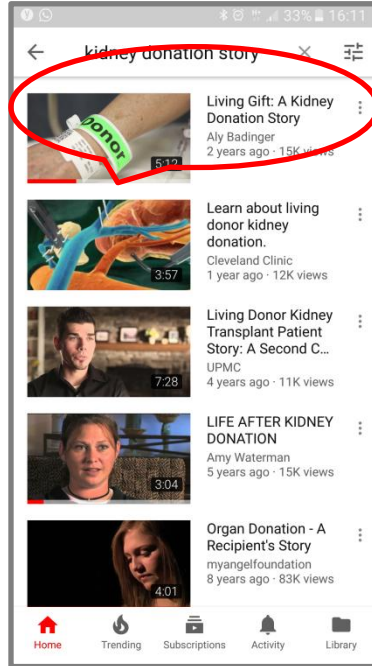 33% 16:11
kidney donation story
Donor
5:12
Living Gift: A Kidney
Donation Story
Aly Badinger
2 years ago · 15K views
3:57
Learn about living
donor kidney
donation.
Cleveland Clinic
1 year ago · 12K views
7:28
Living Donor Kidney
Transplant Patient
Story: A Second C...
UPMC
4 years ago · 11K views
3:04
LIFE AFTER KIDNEY
DONATION
Amy Waterman
5 years ago · 15K views
4:01
Organ Donation - A
Recipient's Story
myangelfoundation
8 years ago · 83K views
Home Trending Subscriptions Activity Library